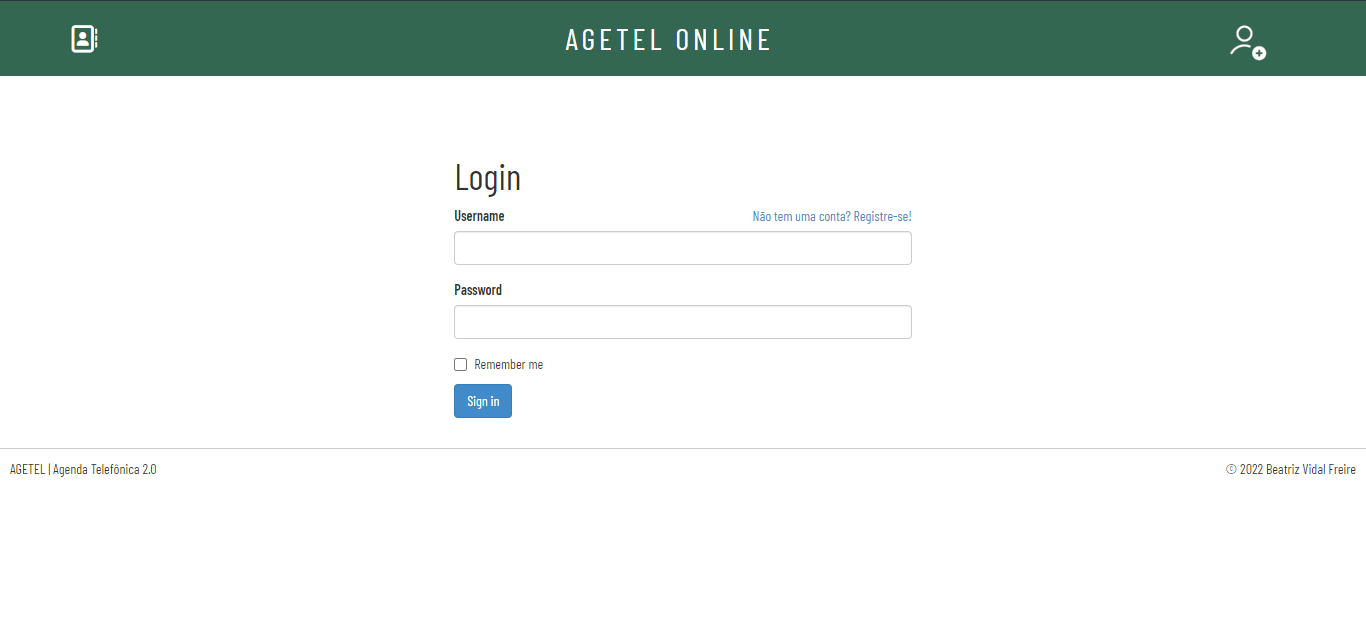 AGETEL ONLINE
Login
Username
Não tem uma conta? Registre-se!
Password
Remember me
Sign in
AGETEL | Agenda Telefônica 2.0
© 2022 Beatriz Vidal Freire